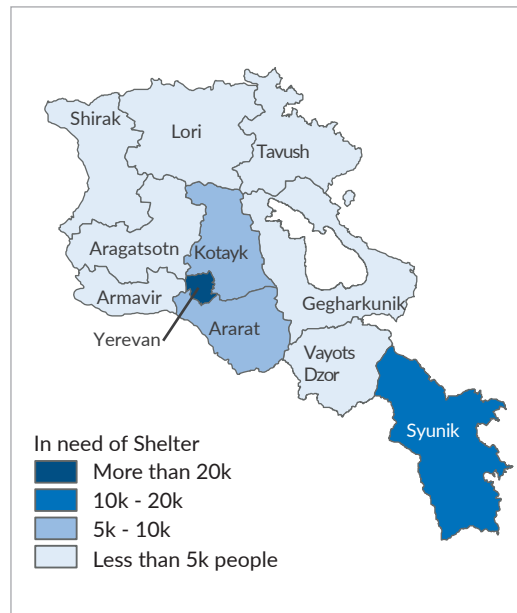 Shirak
Lori
Tavush
Aragatsotn
Kotayk
Armavir
Gegharkunik
Yerevan
Ararat
Vayots
Dzor
Syunik
In need of Shelter
More than 20k
10k - 20k
5k - 10k
Less than 5k people